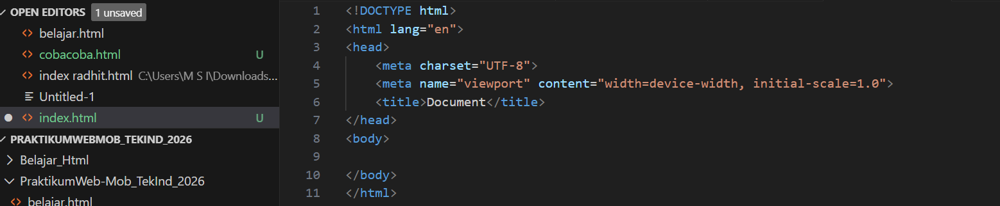 OPEN EDITORS 1 unsaved
belajar.html
cobacoba.html U
index radhit.html C:\Users\M S I\Downloads...
Untitled-1
index.html U
PRAKTIKUMWEBMOB_TEKIND_2026
Belajar_Html
PraktikumWeb-Mob_TekInd_2026
belajar.html
1 <!DOCTYPE html>
2 <html lang="en">
3 <head>
4     <meta charset="UTF-8">
5     <meta name="viewport" content="width=device-width, initial-scale=1.0">
6     <title>Document</title>
7 </head>
8 <body>
9
10 </body>
11 </html>